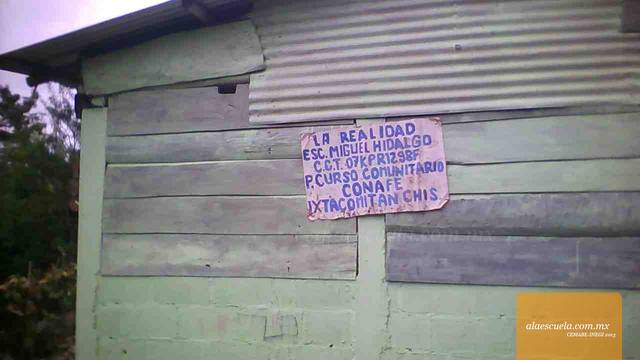 LA REALIDAD
ESC. MIGUEL HIDALGO
C.C.T. 07KPR1298F
P. CURSO COMUNITARIO
CONAFE
IXTACOMITAN CHIS.
alaescuela.com.mx
CEMABE-INEGI 2013